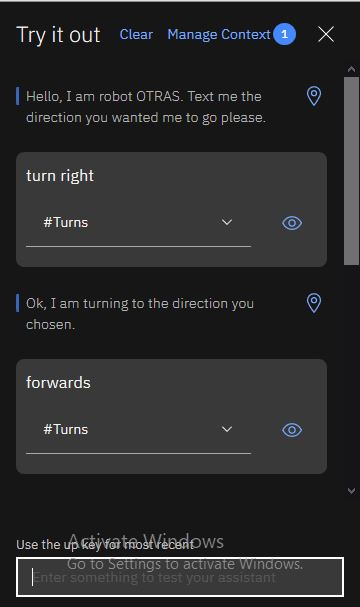 Try it out Clear Manage Context 1
Hello, I am robot OTRAS. Text me the
direction you wanted me to go please.
turn right
#Turns
Ok, I am turning to the direction you
chosen.
forwards
#Turns
Activate Windows
Use the up key for most recent
Go to Settings to activate Windows.
Enter something to test your assistant